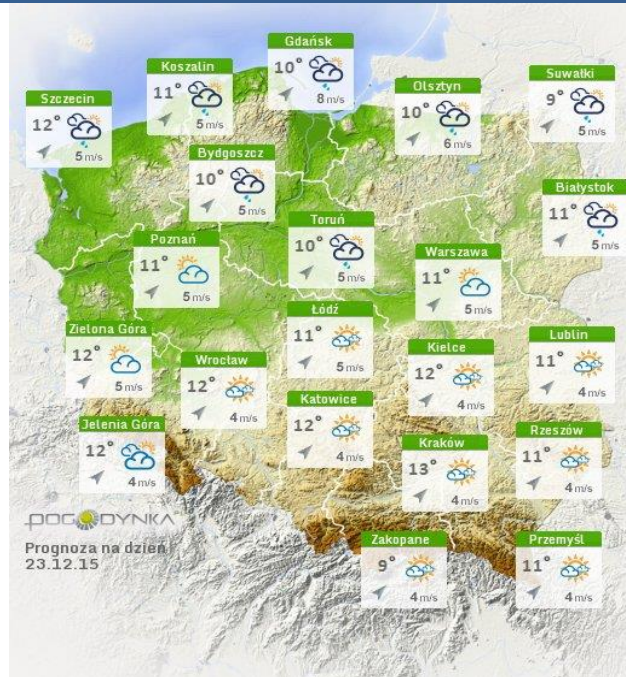 Gdańsk
10°
8 m/s
Koszalin
11°
5 m/s
Suwałki
9°
5 m/s
Olsztyn
10°
6 m/s
Szczecin
12°
5 m/s
Bydgoszcz
10°
5 m/s
Białystok
11°
5 m/s
Toruń
10°
5 m/s
Poznań
11°
5 m/s
Warszawa
11°
5 m/s
Łódź
11°
5 m/s
Zielona Góra
12°
5 m/s
Lublin
11°
4 m/s
Kielce
12°
4 m/s
Wrocław
12°
4 m/s
Katowice
12°
4 m/s
Jelenia Góra
12°
4 m/s
Rzeszów
11°
4 m/s
Kraków
13°
4 m/s
POGODYNKA
Prognoza na dzień
23.12.15
Zakopane
9°
4 m/s
Przemyśl
11°
4 m/s